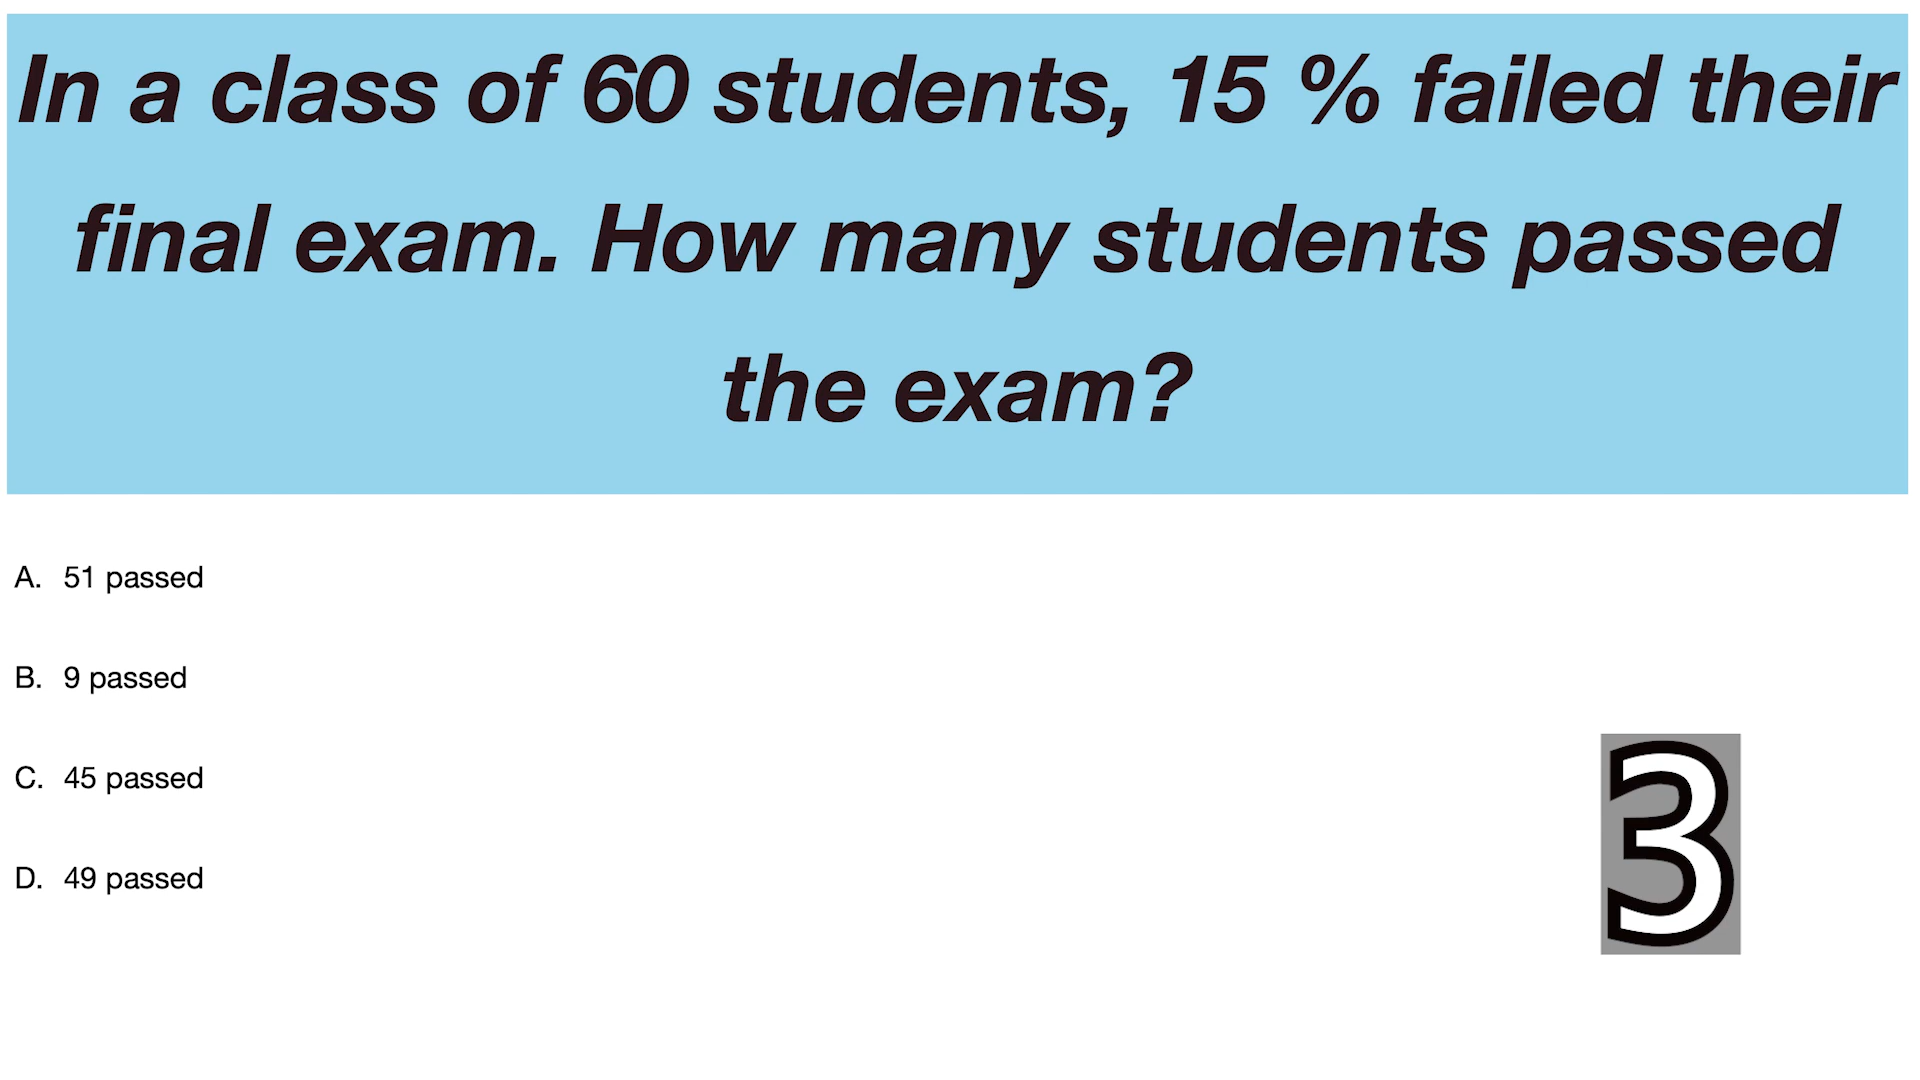 In a class of 60 students, 15 % failed their
final exam. How many students passed
the exam?
A. 51 passed
B. 9 passed
C. 45 passed
D. 49 passed
3